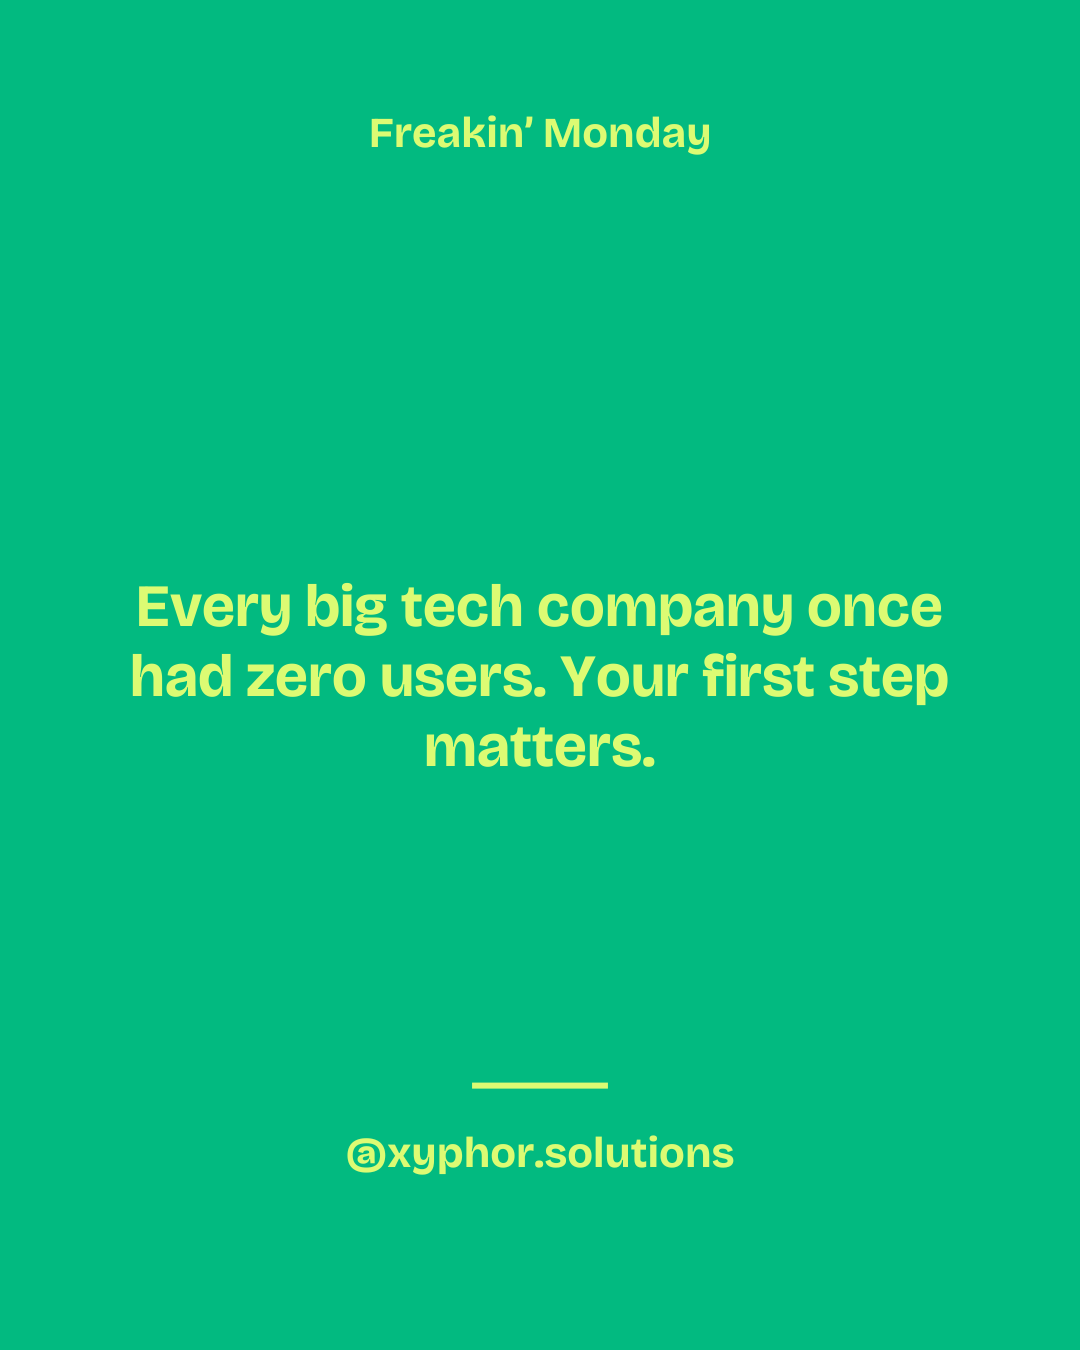 Freakin’ Monday
Every big tech company once
had zero users. Your first step
matters.
@xyphor.solutions